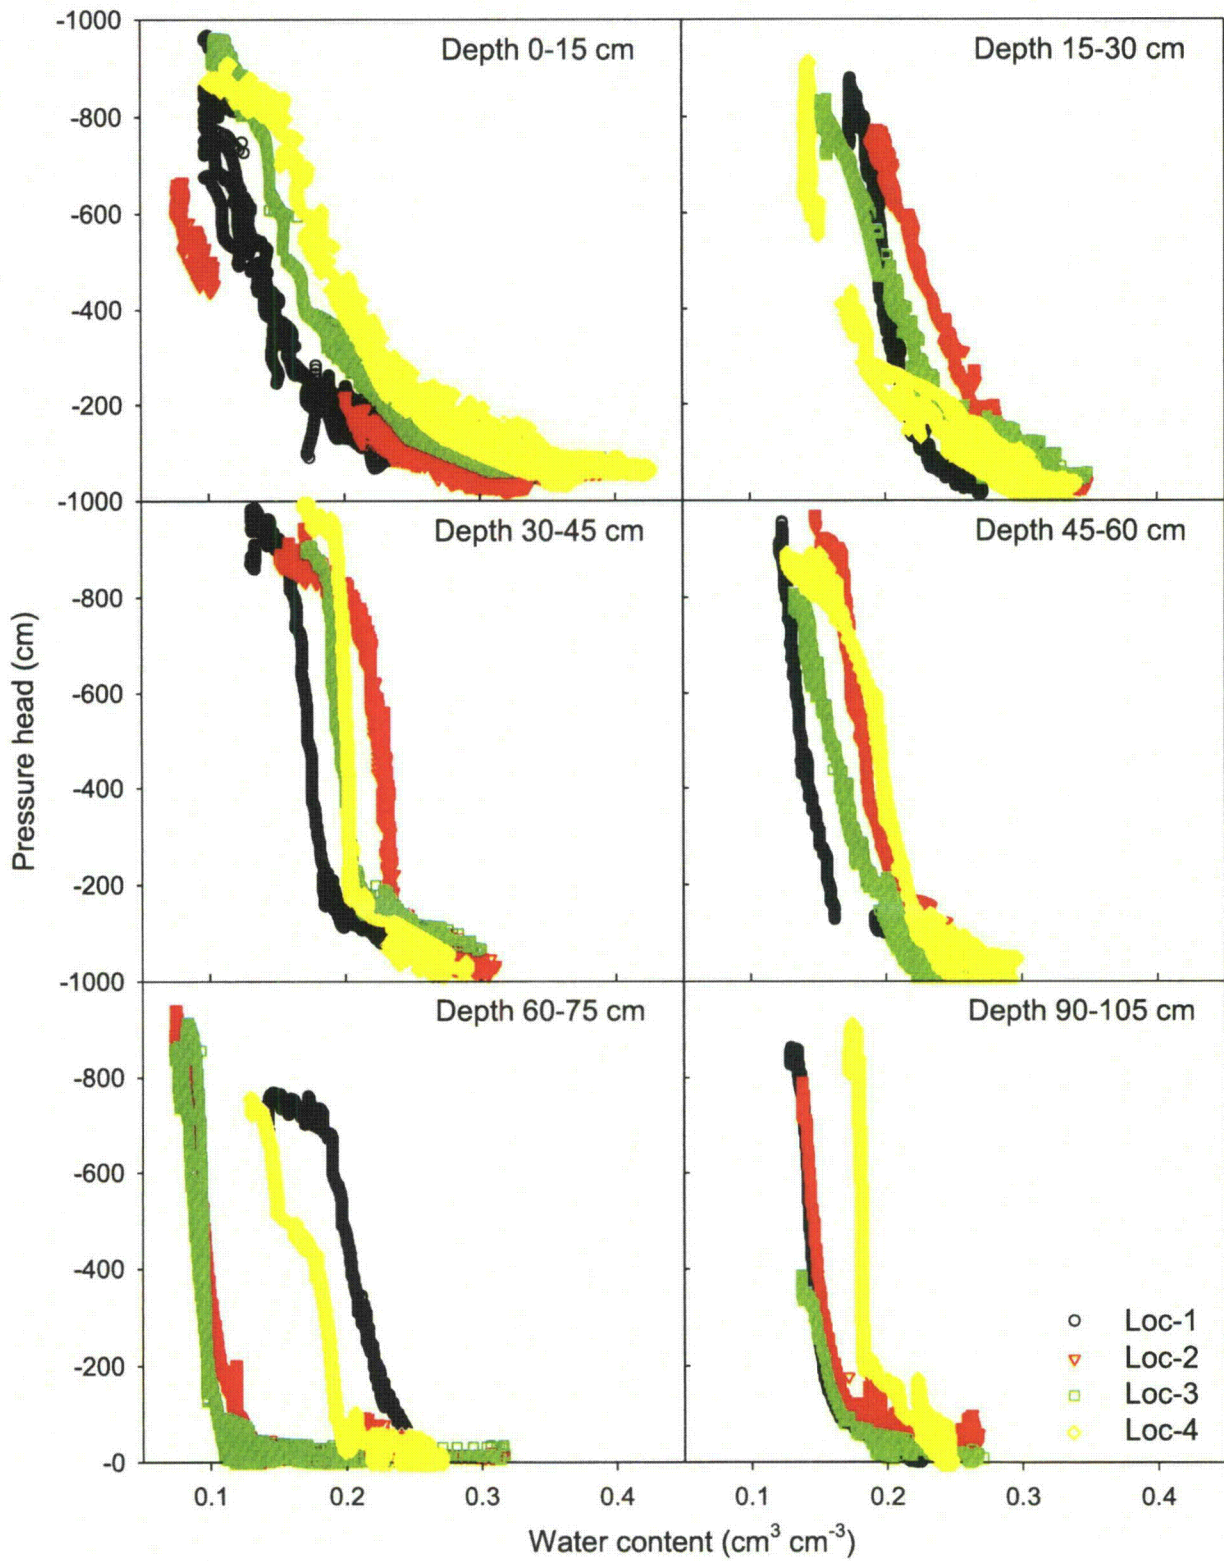 -1000
Depth 0-15 cm
Depth 15-30 cm
-800
-600
-400
-200
-1000
Depth 30-45 cm
Depth 45-60 cm
-800
-600
-400
-200
-1000
Depth 60-75 cm
Depth 90-105 cm
-800
-600
-400
-200
-0
Pressure head (cm)
Loc-1
Loc-2
Loc-3
Loc-4
0.1 0.2 0.3 0.4 0.1 0.2 0.3 0.4
Water content (cm³ cm⁻³)